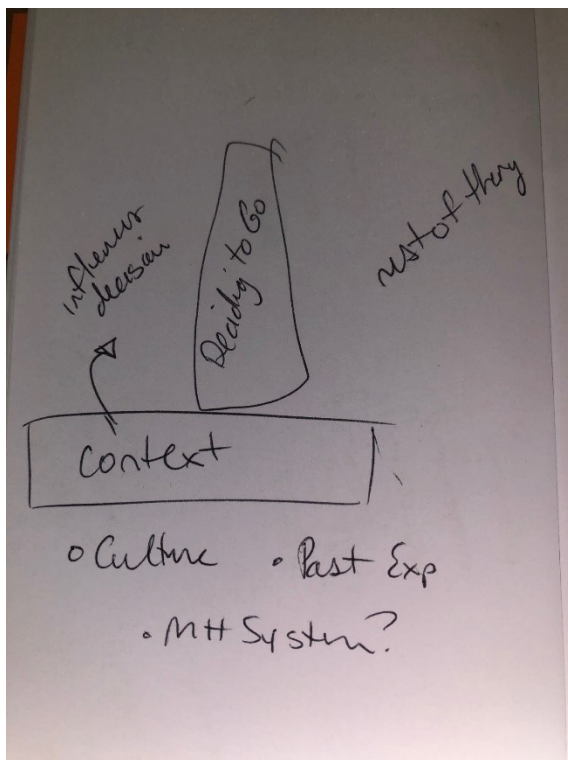 influences
decision
Deciding to Go
rest of theory
Context
Culture
Past Exp
MH System?